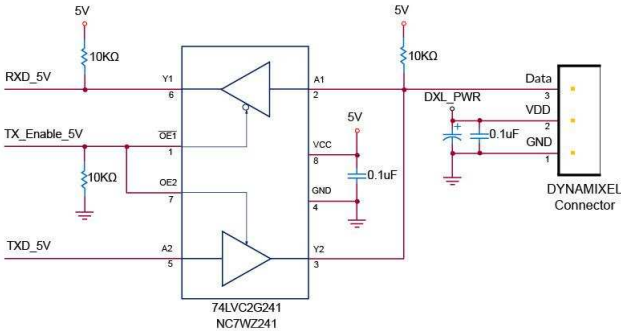 5V
5V
10KΩ
10KΩ
RXD_5V
Y1
6
A1
2
Data
3
DXL_PWR
VDD
2
TX_Enable_5V
OE1
1
5V
VCC
8
+
0.1uF
GND
1
10KΩ
OE2
7
0.1uF
GND
4
DYNAMIXEL
Connector
TXD_5V
A2
5
Y2
3
74LVC2G241
NC7WZ241